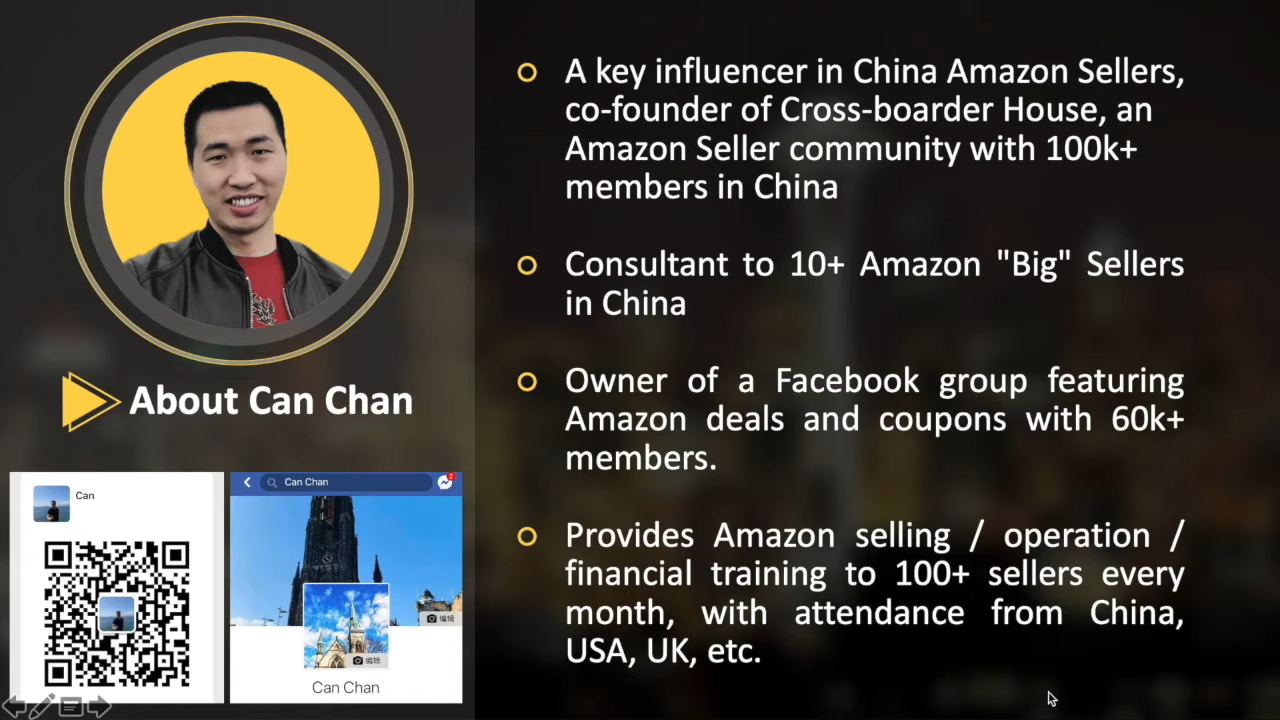 A key influencer in China Amazon Sellers,
co-founder of Cross-boarder House, an
Amazon Seller community with 100k+
members in China
Consultant to 10+ Amazon "Big" Sellers
in China
Owner of a Facebook group featuring
Amazon deals and coupons with 60k+
members.
Provides Amazon selling / operation /
financial training to 100+ sellers every
month, with attendance from China,
USA, UK, etc.
About Can Chan
Can
Can Chan
2
编辑
编辑
Can Chan